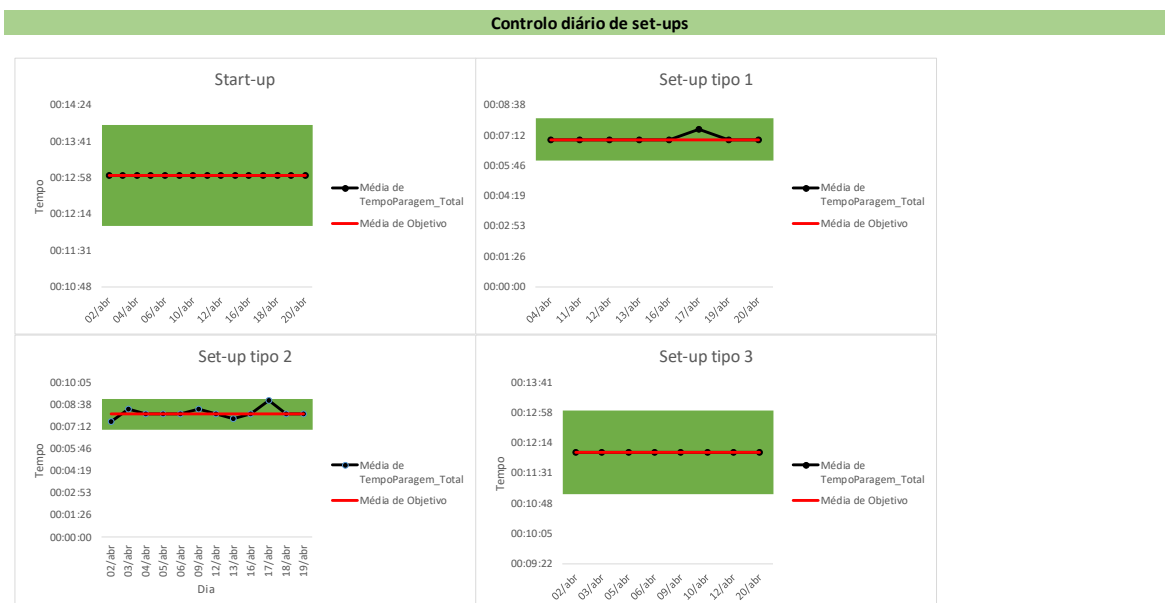 Controlo diário de set-ups
Start-up
00:14:24
00:13:41
00:12:58
00:12:14
00:11:31
00:10:48
Tempo
02/abr
04/abr
06/abr
10/abr
12/abr
16/abr
18/abr
20/abr
Média de
TempoParagem_Total
Média de Objetivo
Set-up tipo 1
00:08:38
00:07:12
00:05:46
00:04:19
00:02:53
00:01:26
00:00:00
04/abr
11/abr
12/abr
13/abr
16/abr
17/abr
19/abr
20/abr
Média de
TempoParagem_Total
Média de Objetivo
Set-up tipo 2
00:10:05
00:08:38
00:07:12
00:05:46
00:04:19
00:02:53
00:01:26
00:00:00
Tempo
02/abr
03/abr
04/abr
05/abr
06/abr
09/abr
12/abr
13/abr
16/abr
17/abr
18/abr
19/abr
Dia
Média de
TempoParagem_Total
Média de Objetivo
Set-up tipo 3
00:13:41
00:12:58
00:12:14
00:11:31
00:10:48
00:10:05
00:09:22
Tempo
02/abr
03/abr
05/abr
06/abr
09/abr
10/abr
12/abr
20/abr
Média de
TempoParagem_Total
Média de Objetivo